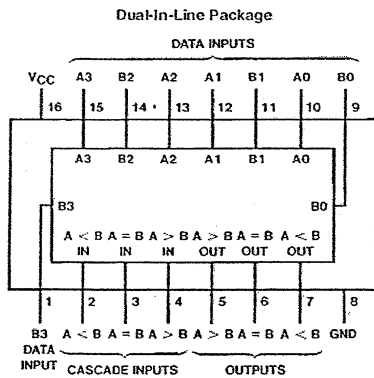 Dual-In-Line Package
DATA INPUTS
VCC A3 B2 A2 A1 B1 A0 B0
16 15 14 13 12 11 10 9
A3 B2 A2 A1 B1 A0
B3 B0
A < B A = B A > B A > B A = B A < B
IN IN IN OUT OUT OUT
1 2 3 4 5 6 7 8
B3 A < B A = B A > B A > B A = B A < B GND
DATA
INPUT CASCADE INPUTS OUTPUTS